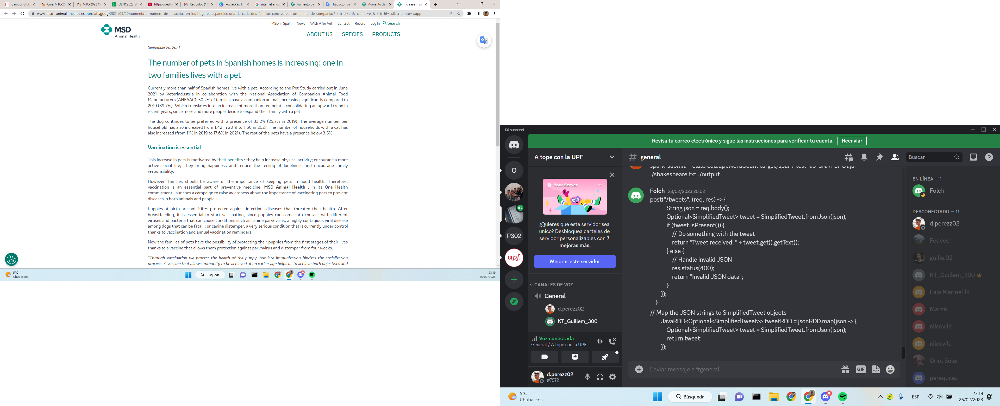 Campus Glob
Curs: MTC-20
MTC-2022 O
OETIC2023 St
https://gestio
Recibidos (1.9
PocketPaw En
internet enga
Aumento de
Traductor de
Aumento de
Increase in pe
www-msd--animal--health-es.translate.goog/2021/09/20/aumenta-el-numero-de-mascotas-en-los-hogares-espanoles-una-de-cada-dos-familias-convive-con-un-animal-de-compania/?_x_tr_sl=en&_x_tr_tl=es&_x_tr_hl=es&_x_tr_pto=wapp
MSD in Spain News With V for Vet Contact Record Log in Search
MSD
Animal Health
ABOUT US SPECIES PRODUCTS
September 20, 2021
The number of pets in Spanish homes is increasing: one in
two families lives with a pet
Currently more than half of Spanish homes live with a pet. According to the Pet Study carried out in June
2021 by Veterindustria in collaboration with the National Association of Companion Animal Food
Manufacturers (ANFAAC), 50.2% of families have a companion animal; increasing significantly compared to
2019 (39.7%). Which translates into an increase of more than ten points, consolidating an upward trend in
recent years; since more and more people decide to expand their family with a pet.
The dog continues to be preferred with a presence of 33.2% (25.7% in 2019); The average number per
household has also increased from 1.42 in 2019 to 1.50 in 2021. The number of households with a cat has
also increased (from 11% in 2019 to 17.6% in 2021). The rest of the pets have a presence below 3.5%.
Vaccination is essential
This increase in pets is motivated by their benefits : they help increase physical activity; encourage a more
active social life; They bring happiness and reduce the feeling of loneliness and encourage family
responsibility.
However, families should be aware of the importance of keeping pets in good health. Therefore,
vaccination is an essential part of preventive medicine. MSD Animal Health , in its One Health
commitment, launches a campaign to raise awareness about the importance of vaccinating pets to prevent
diseases in both animals and people.
Puppies at birth are not 100% protected against infectious diseases that threaten their health. After
breastfeeding, it is essential to start vaccinating, since puppies can come into contact with different
viruses and bacteria that can cause conditions such as canine parvovirus, a highly contagious viral disease
among dogs that can be fatal. ; or canine distemper, a very serious condition that is currently under control
thanks to vaccination and annual vaccination reminders.
Now the families of pets have the possibility of protecting their puppies from the first stages of their lives
thanks to a vaccine that allows them protection against parvovirus and distemper from four weeks.
“Through vaccination we protect the health of the puppy, but late immunization hinders the socialization
process. A vaccine that allows immunity to be achieved at an earlier age helps us to achieve both objectives and
5°C
Chubascos
Búsqueda
23:19
26/02/2023
Discord
Revisa tu correo electrónico y sigue las instrucciones para verificar tu cuenta. Reenviar
A tope con la UPF
general
Buscar
O
P302
upf.
Your Server
¿Quieres que este servidor sea
único? Desbloquea carteles de
servidor personalizables con 7
mejoras más.
Mejorar este servidor
CANALES DE VOZ
General
d.perezz02
KT_Guillem_300
Voz conectada
General / A tope con la UPF
d.perezz02
#7572
./shakespeare.txt ./output
Folch 23/02/2023 20:02
post("/tweets", (req, res) -> {
String json = req.body();
Optional<SimplifiedTweet> tweet = SimplifiedTweet.fromJson(json);
if (tweet.isPresent()) {
// Do something with the tweet
return "Tweet received: " + tweet.get().getText();
} else {
// Handle invalid JSON
res.status(400);
return "Invalid JSON data";
}
});
}
// Map the JSON strings to SimplifiedTweet objects
JavaRDD<Optional<SimplifiedTweet>> tweetRDD = jsonRDD.map(json -> {
Optional<SimplifiedTweet> tweet = SimplifiedTweet.fromJson(json);
return tweet;
});
Enviar mensaje a #general
GIF
EN LÍNEA — 1
Folch
DESCONECTADO — 11
d.perezz02
Fedeee
guille.02_
KT_Guillem_300
Laia Marinel·lo
Maren
niicovila
niicovila
Oriol Soler
perequilez
5°C
Chubascos
Búsqueda
ESP
23:19
26/02/2023